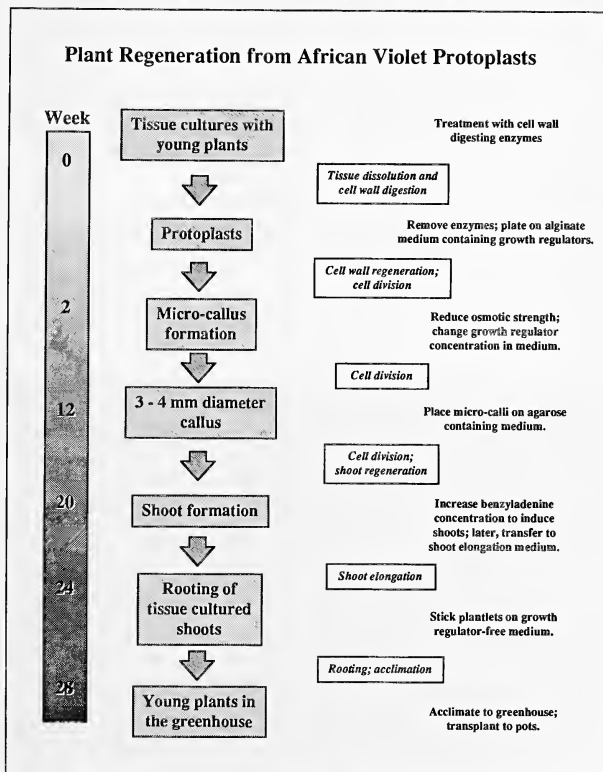 Plant Regeneration from African Violet Protoplasts
Week
0
2
12
20
24
28
Tissue cultures with
young plants
Treatment with cell wall
digesting enzymes
Tissue dissolution and
cell wall digestion
Protoplasts
Remove enzymes; plate on alginate
medium containing growth regulators.
Cell wall regeneration;
cell division
Micro-callus
formation
Reduce osmotic strength;
change growth regulator
concentration in medium.
Cell division
3 - 4 mm diameter
callus
Place micro-calli on agarose
containing medium.
Cell division;
shoot regeneration
Shoot formation
Increase benzyladenine
concentration to induce
shoots; later, transfer to
shoot elongation medium.
Shoot elongation
Rooting of
tissue cultured
shoots
Stick plantlets on growth
regulator-free medium.
Rooting; acclimation
Young plants in
the greenhouse
Acclimate to greenhouse;
transplant to pots.